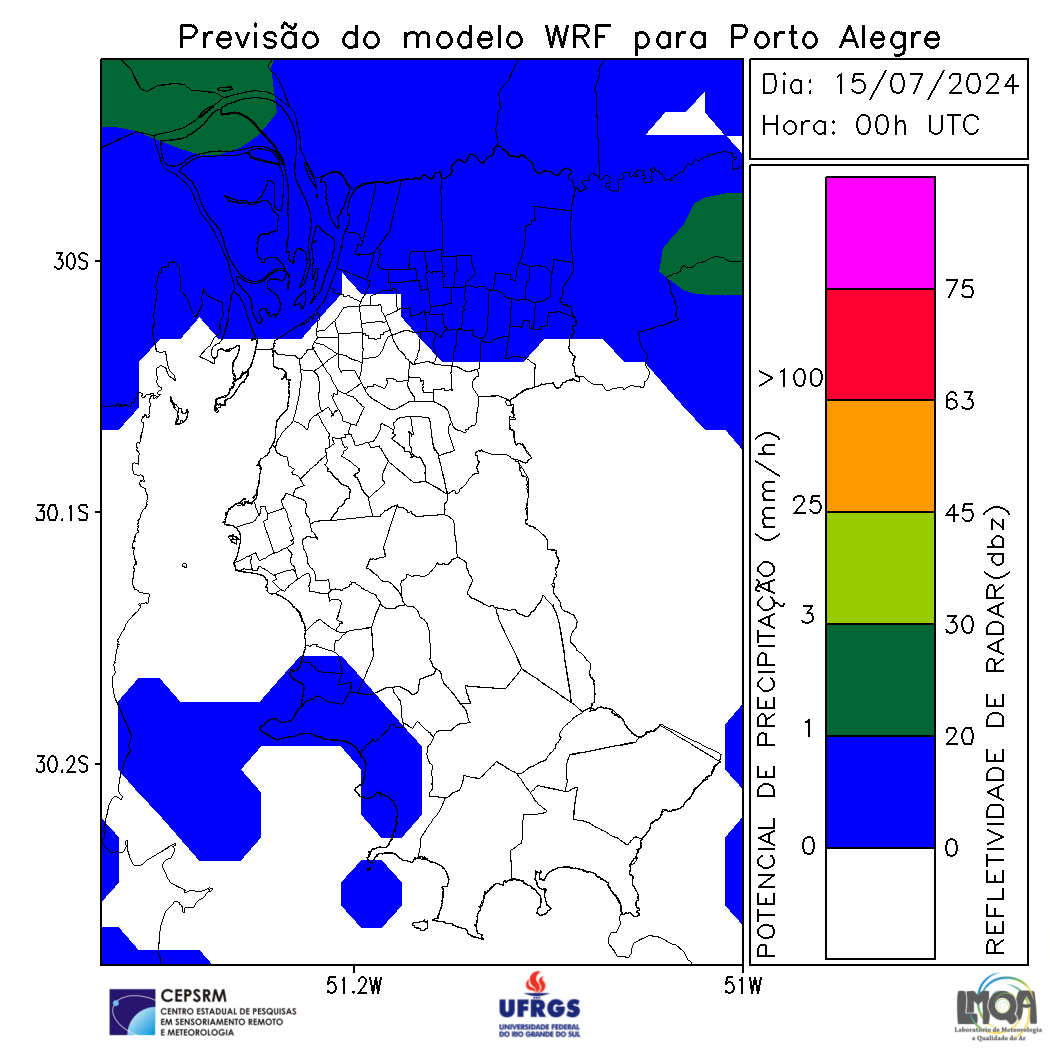 Previsão do modelo WRF para Porto Alegre
Dia: 15/07/2024
Hora: 00h UTC
30S
30.1S
30.2S
51.2W
51W
POTENCIAL DE PRECIPITAÇÃO (mm/h)
>100
25
3
1
0
75
63
45
30
20
0
REFLETIVIDADE DE RADAR(dbz)
CEPSRM
CENTRO ESTADUAL DE PESQUISAS
EM SENSORIAMENTO REMOTO
E METEOROLOGIA
UFRGS
UNIVERSIDADE FEDERAL
DO RIO GRANDE DO SUL
LMQA
Laboratório de Meteorologia
e Qualidade do Ar